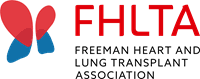 FHLTA
FREEMAN HEART AND
LUNG TRANSPLANT
ASSOCIATION